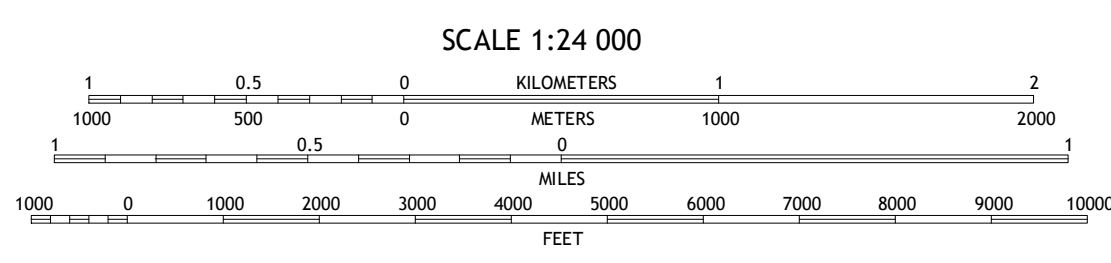 SCALE 1:24 000
1 0.5 0 KILOMETERS 1 2
1000 500 0 METERS 1000 2000
1 0.5 0 1
MILES
1000 0 1000 2000 3000 4000 5000 6000 7000 8000 9000 10000
FEET